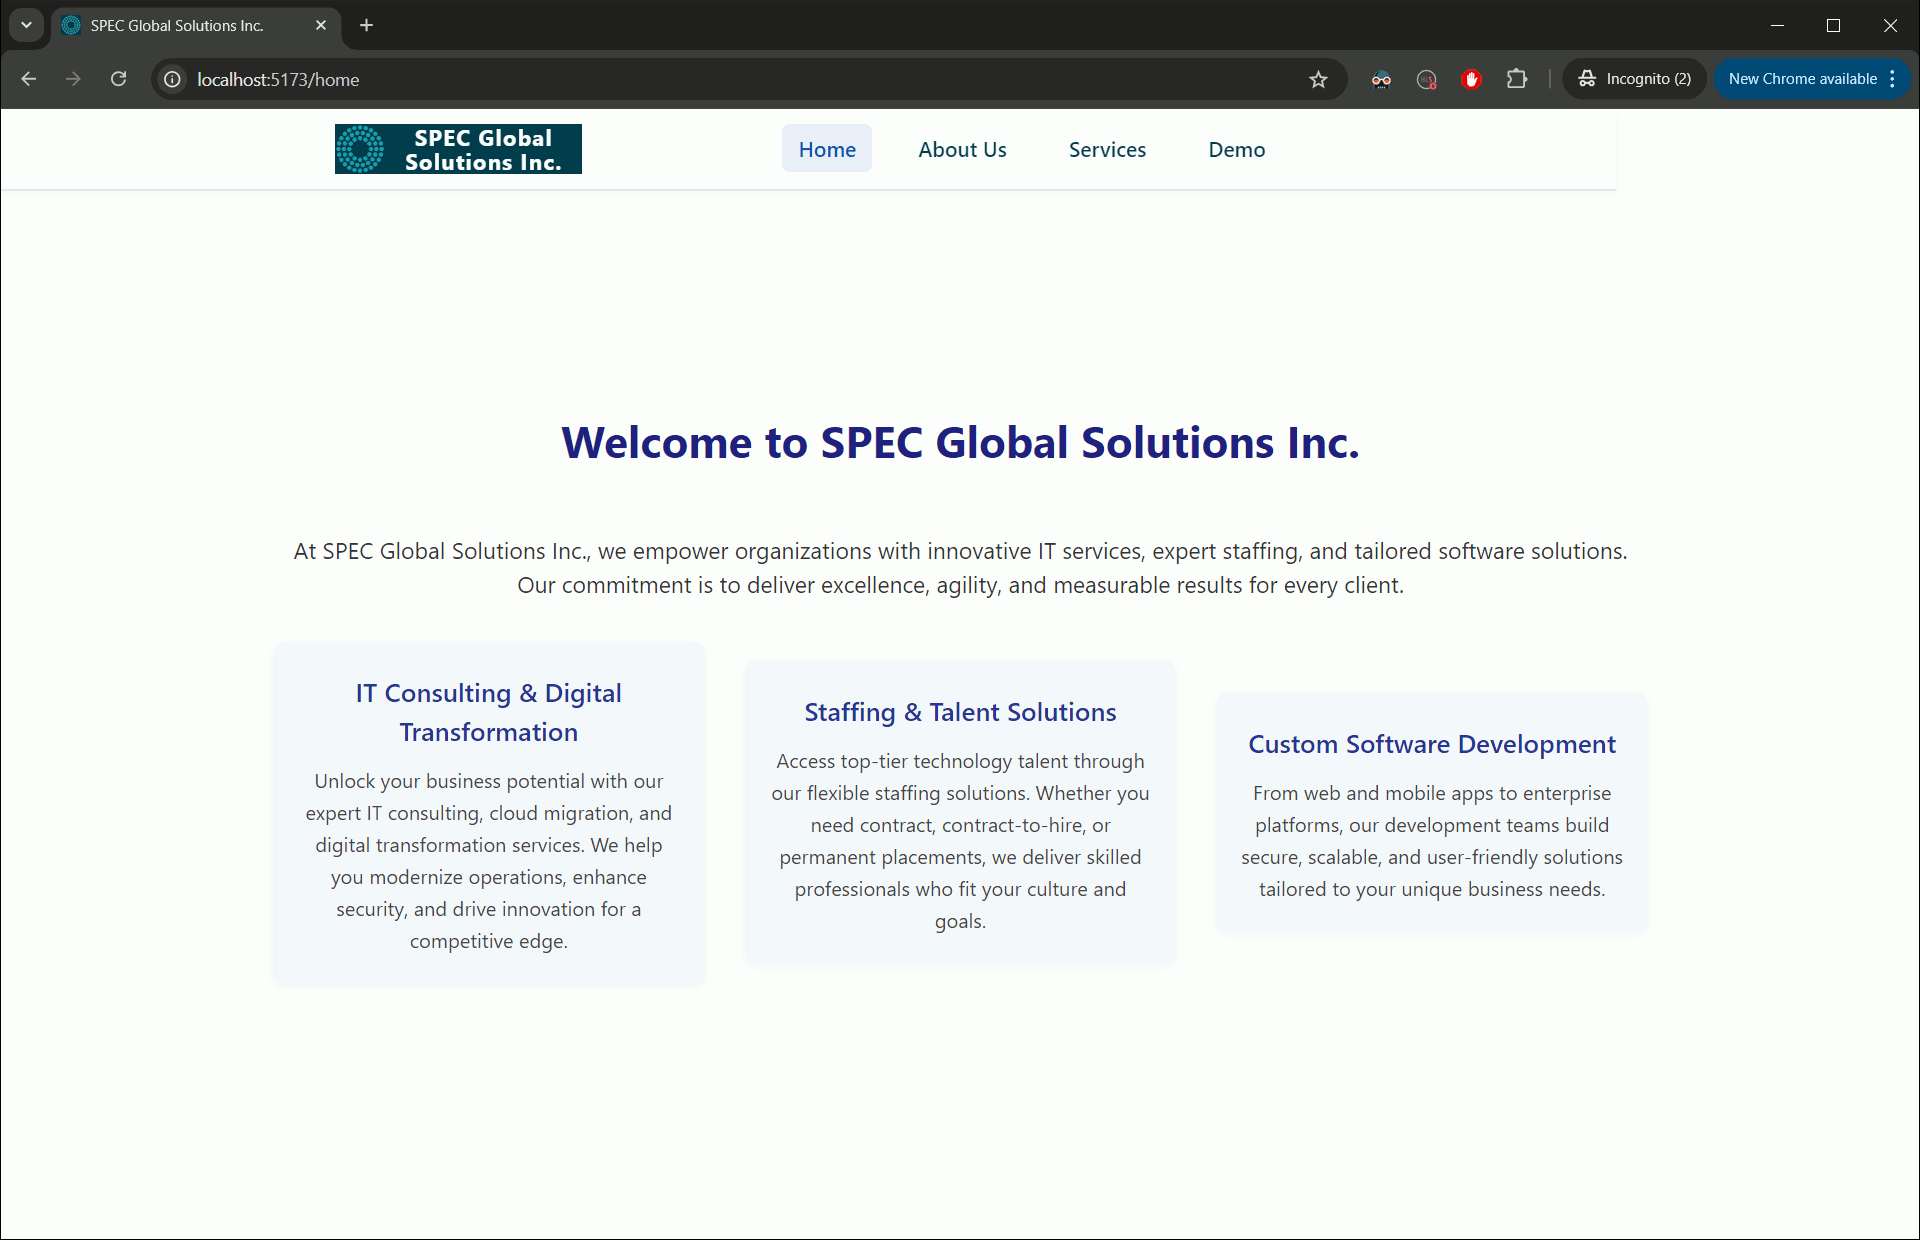 SPEC Global Solutions Inc.
localhost:5173/home
Incognito (2)
New Chrome available
SPEC Global
Solutions Inc.
Home
About Us
Services
Demo
Welcome to SPEC Global Solutions Inc.
At SPEC Global Solutions Inc., we empower organizations with innovative IT services, expert staffing, and tailored software solutions.
Our commitment is to deliver excellence, agility, and measurable results for every client.
IT Consulting & Digital
Transformation
Unlock your business potential with our
expert IT consulting, cloud migration, and
digital transformation services. We help
you modernize operations, enhance
security, and drive innovation for a
competitive edge.
Staffing & Talent Solutions
Access top-tier technology talent through
our flexible staffing solutions. Whether you
need contract, contract-to-hire, or
permanent placements, we deliver skilled
professionals who fit your culture and
goals.
Custom Software Development
From web and mobile apps to enterprise
platforms, our development teams build
secure, scalable, and user-friendly solutions
tailored to your unique business needs.